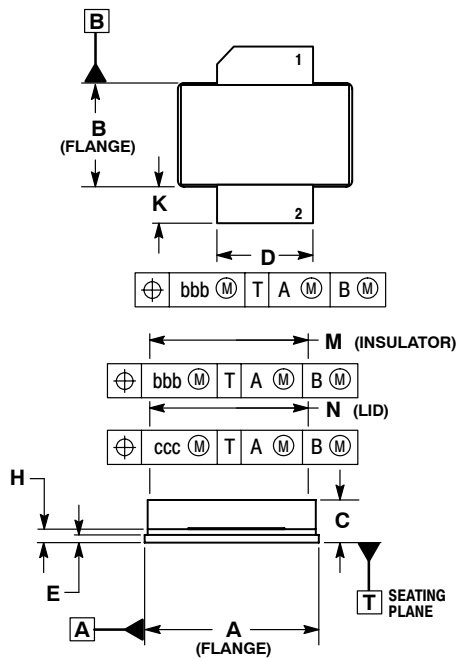 B
1
B
(FLANGE)
K
2
D
⌖ bbb Ⓜ T A Ⓜ B Ⓜ
M (INSULATOR)
⌖ bbb Ⓜ T A Ⓜ B Ⓜ
N (LID)
⌖ ccc Ⓜ T A Ⓜ B Ⓜ
H
C
E
T SEATING
PLANE
A
A
(FLANGE)